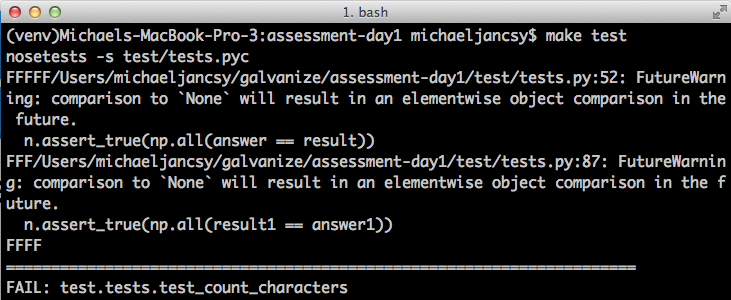 1. bash
(venv)Michaels-MacBook-Pro-3:assessment-day1 michaeljancsy$ make test
nosetests -s test/tests.pyc
FFFFF/Users/michaeljancsy/galvanize/assessment-day1/test/tests.py:52: FutureWarn
ing: comparison to `None` will result in an elementwise object comparison in the
 future.
  n.assert_true(np.all(answer == result))
FFF/Users/michaeljancsy/galvanize/assessment-day1/test/tests.py:87: FutureWarnin
g: comparison to `None` will result in an elementwise object comparison in the f
uture.
  n.assert_true(np.all(result1 == answer1))
FFFF
======================================================================
FAIL: test.tests.test_count_characters